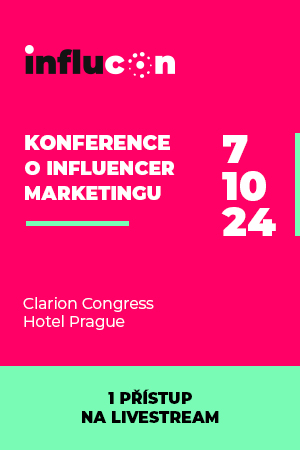 influcon
KONFERENCE
O INFLUENCER
MARKETINGU
7
10
24
Clarion Congress
Hotel Prague
1 PŘÍSTUP
NA LIVESTREAM